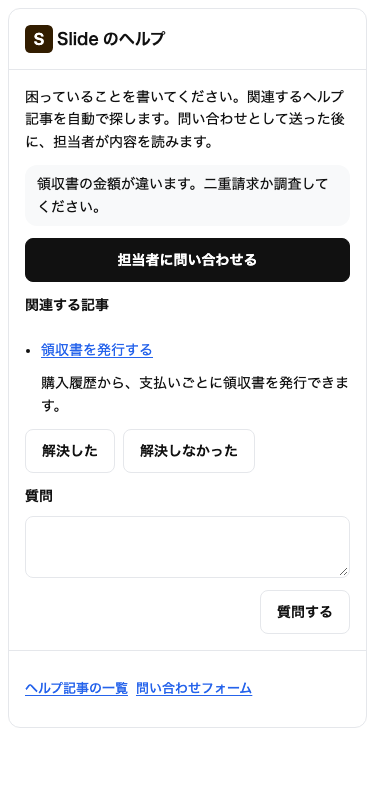 S Slide のヘルプ
困っていることを書いてください。関連するヘルプ
記事を自動で探します。問い合わせとして送った後
に、担当者が内容を読みます。
領収書の金額が違います。二重請求か調査して
ください。
担当者に問い合わせる
関連する記事
• 領収書を発行する
購入履歴から、支払いごとに領収書を発行できま
す。
解決した 解決しなかった
質問
質問する
ヘルプ記事の一覧 問い合わせフォーム